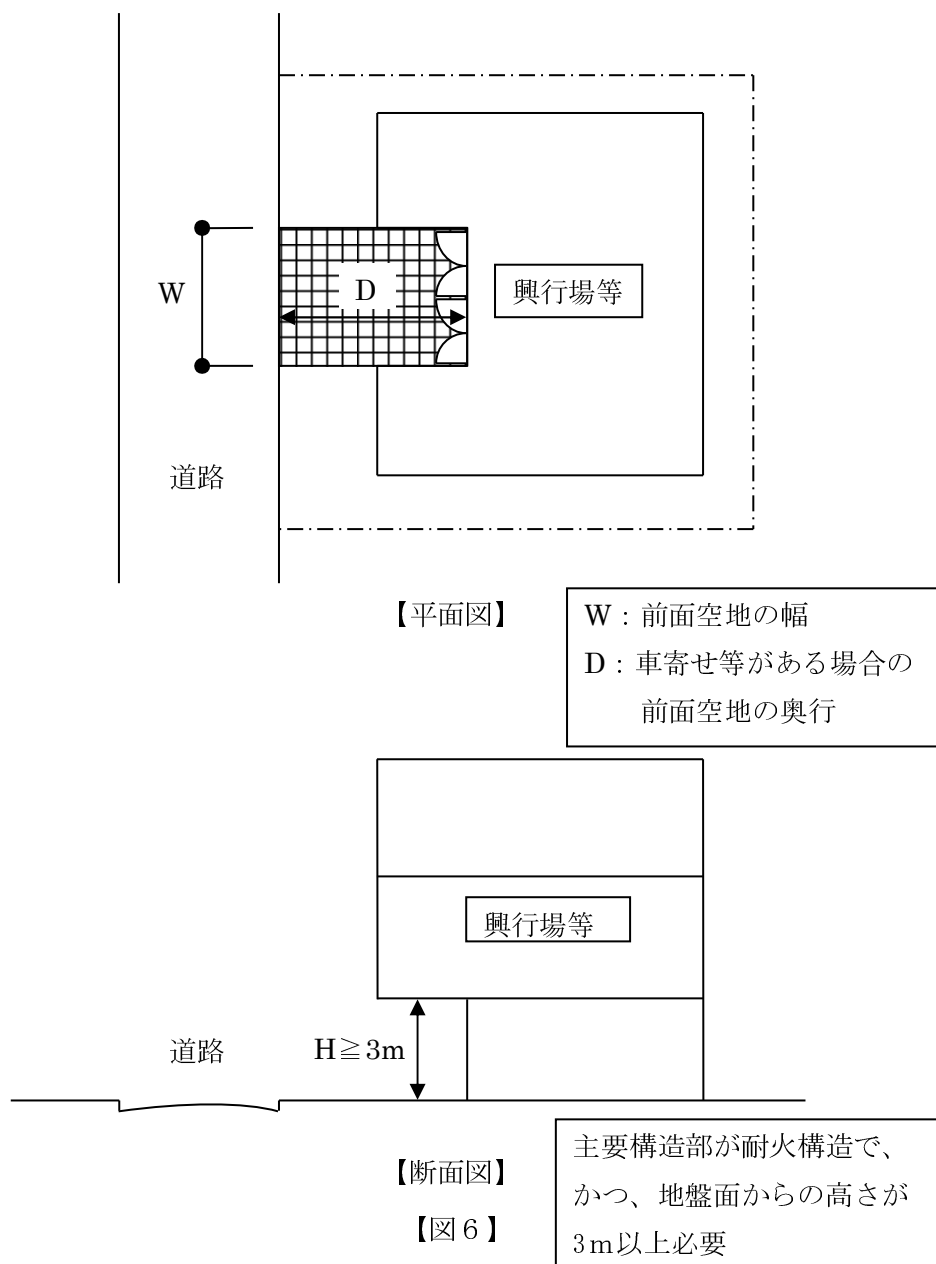 W
D
興行場等
道路
【平面図】
W：前面空地の幅
D：車寄せ等がある場合の
前面空地の奥行
興行場等
道路
H≧3m
【断面図】
【図６】
主要構造部が耐火構造で、
かつ、地盤面からの高さが
3ｍ以上必要